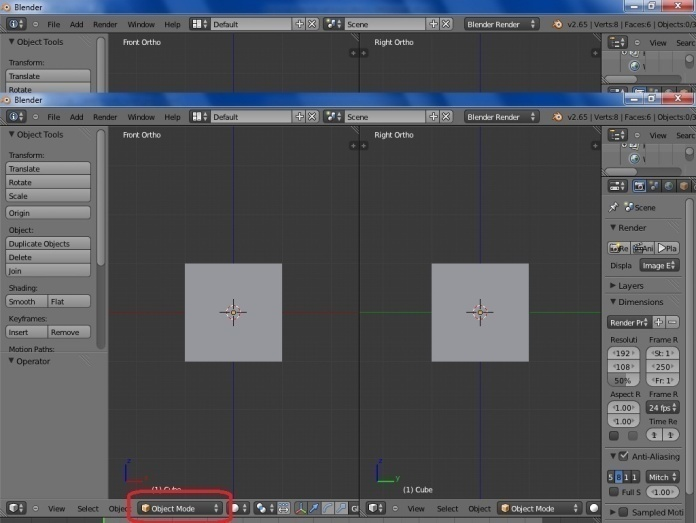 Blender
File Add Render Window Help Default Scene Blender Render v2.65 | Verts:8 | Faces:6 | Objects:0/3
Object Tools Front Ortho Right Ortho View Searc
Transform:
Translate
Rotate
Blender
File Add Render Window Help Default Scene Blender Render v2.65 | Verts:8 | Faces:6 | Objects:0/3
Object Tools Front Ortho Right Ortho View Searc
Transform:
Translate
Rotate
Scale
Origin
Object:
Duplicate Objects
Delete
Join
Shading:
Smooth Flat
Keyframes:
Insert Remove
Motion Paths:
Operator
Scene
Render
Re Ani Pla
Displa Image E
Layers
Dimensions
Render Pr
Resoluti Frame R
192 St: 1
108 250
50% Fr: 1
Aspect R Frame R
1.00 24 fps
1.00 Time Re
1 1
Anti-Aliasing
5 8 1 1 Mitch
Full S 1.00
Sampled Moti
z
(1) Cube
z
y
(1) Cube
View Select Obje Object Mode Gl View Select Object Object Mode